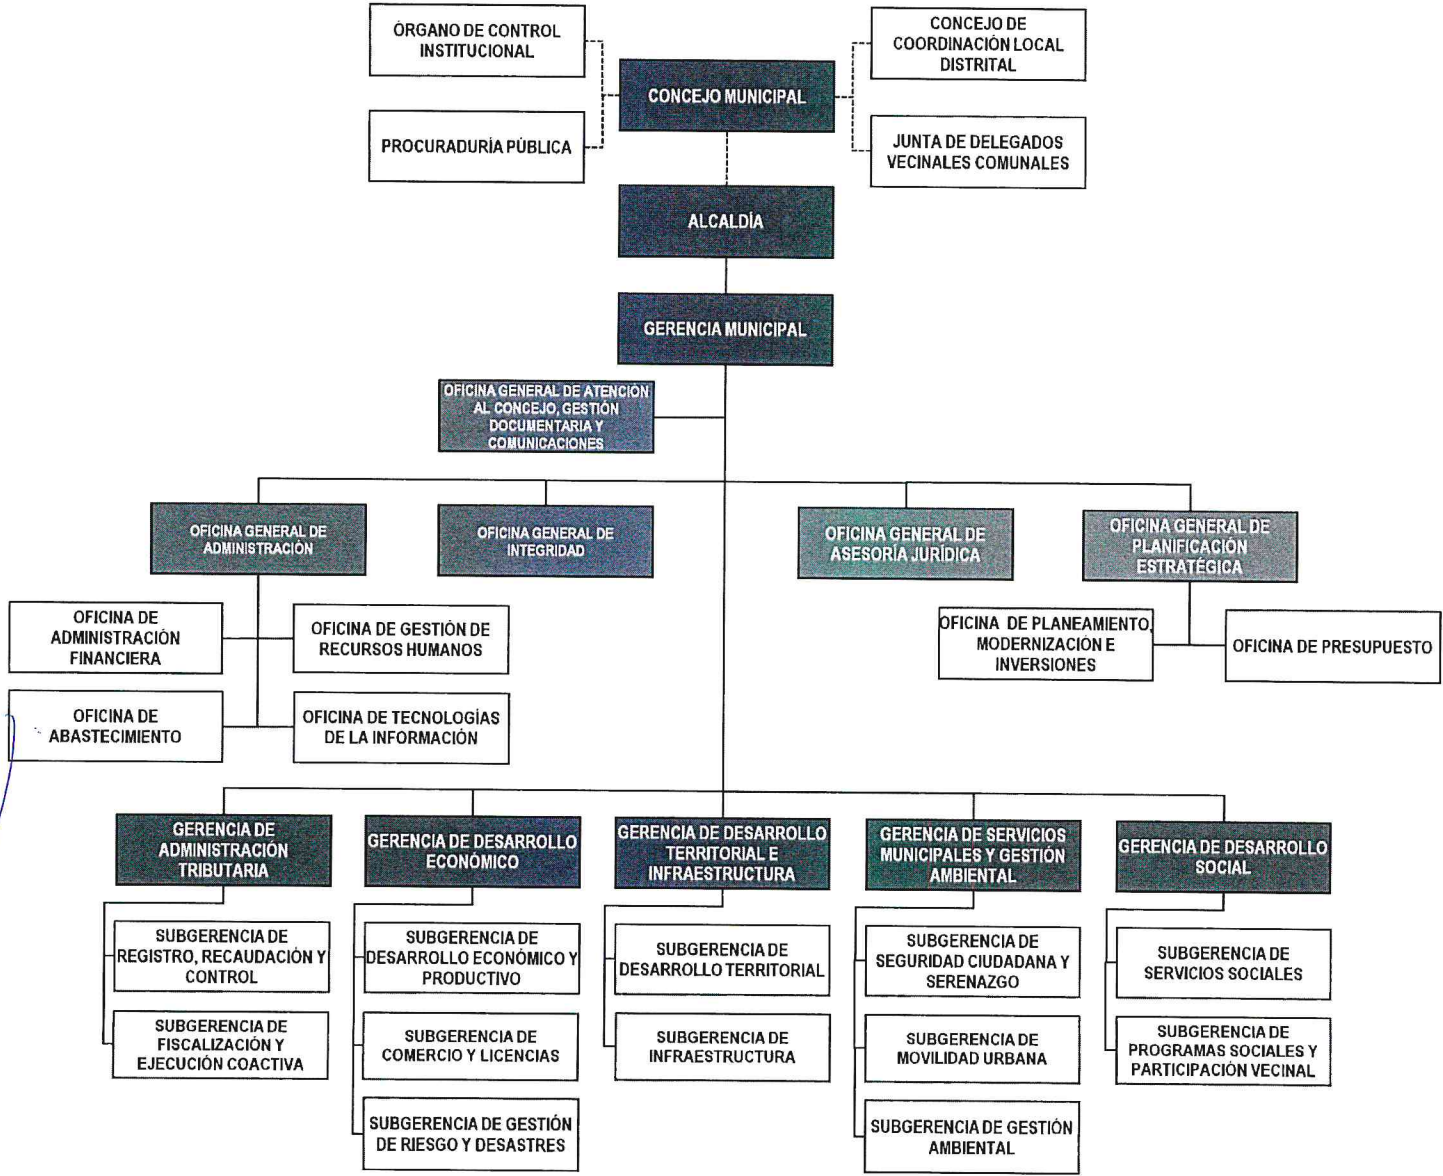 ÓRGANO DE CONTROL
INSTITUCIONAL
CONCEJO DE
COORDINACIÓN LOCAL
DISTRITAL
CONCEJO MUNICIPAL
PROCURADURÍA PÚBLICA
JUNTA DE DELEGADOS
VECINALES COMUNALES
ALCALDÍA
GERENCIA MUNICIPAL
OFICINA GENERAL DE ATENCIÓN
AL CONCEJO, GESTIÓN
DOCUMENTARIA Y
COMUNICACIONES
OFICINA GENERAL DE
ADMINISTRACIÓN
OFICINA GENERAL DE
INTEGRIDAD
OFICINA GENERAL DE
ASESORÍA JURÍDICA
OFICINA GENERAL DE
PLANIFICACIÓN
ESTRATÉGICA
OFICINA DE
ADMINISTRACIÓN
FINANCIERA
OFICINA DE GESTIÓN DE
RECURSOS HUMANOS
OFICINA DE PLANEAMIENTO,
MODERNIZACIÓN E
INVERSIONES
OFICINA DE PRESUPUESTO
OFICINA DE
ABASTECIMIENTO
OFICINA DE TECNOLOGÍAS
DE LA INFORMACIÓN
GERENCIA DE
ADMINISTRACIÓN
TRIBUTARIA
GERENCIA DE DESARROLLO
ECONÓMICO
GERENCIA DE DESARROLLO
TERRITORIAL E
INFRAESTRUCTURA
GERENCIA DE SERVICIOS
MUNICIPALES Y GESTIÓN
AMBIENTAL
GERENCIA DE DESARROLLO
SOCIAL
SUBGERENCIA DE
REGISTRO, RECAUDACIÓN Y
CONTROL
SUBGERENCIA DE
DESARROLLO ECONÓMICO Y
PRODUCTIVO
SUBGERENCIA DE
DESARROLLO TERRITORIAL
SUBGERENCIA DE
SEGURIDAD CIUDADANA Y
SERENAZGO
SUBGERENCIA DE
SERVICIOS SOCIALES
SUBGERENCIA DE
FISCALIZACIÓN Y
EJECUCIÓN COACTIVA
SUBGERENCIA DE
COMERCIO Y LICENCIAS
SUBGERENCIA DE
INFRAESTRUCTURA
SUBGERENCIA DE
MOVILIDAD URBANA
SUBGERENCIA DE
PROGRAMAS SOCIALES Y
PARTICIPACIÓN VECINAL
SUBGERENCIA DE GESTIÓN
DE RIESGO Y DESASTRES
SUBGERENCIA DE GESTIÓN
AMBIENTAL